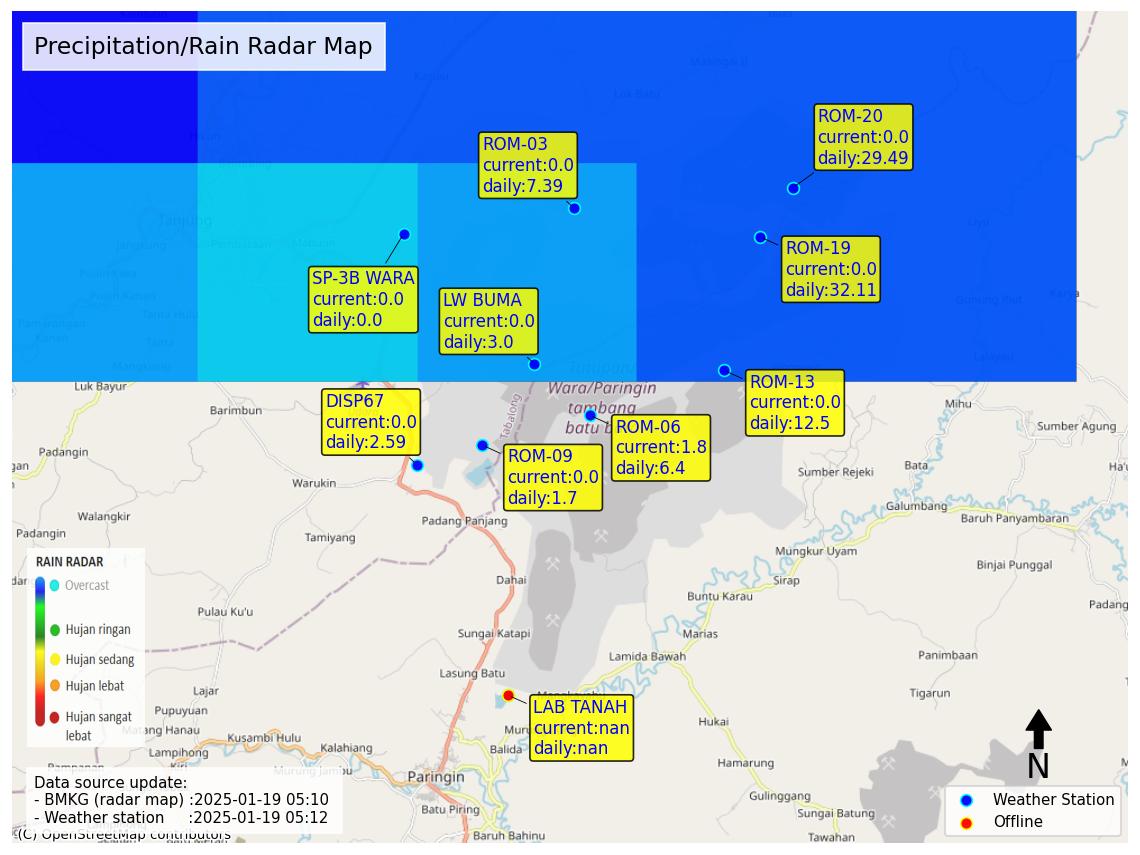 Precipitation/Rain Radar Map
ROM-20
current:0.0
daily:29.49
ROM-03
current:0.0
daily:7.39
ROM-19
current:0.0
daily:32.11
SP-3B WARA
current:0.0
daily:0.0
LW BUMA
current:0.0
daily:3.0
ROM-13
current:0.0
daily:12.5
DISP67
current:0.0
daily:2.59
ROM-06
current:1.8
daily:6.4
ROM-09
current:0.0
daily:1.7
LAB TANAH
current:nan
daily:nan
Tanjung
Luk Batu
Laut
Karya
Wara/Paringin
tambang
batu
Tabalong
Luk Bayur
Barimbun
Mihu
Sumber Agung
Padangin
Warukin
Sumber Rejeki
Bata
Galumbang
Baruh Panyambaran
Walangkir
Padangin
Padang Panjang
Tamiyang
Mungkur Uyam
Binjai Punggal
Dahai
Sirap
Buntu Karau
Padang
Pulau Ku'u
Sungai Katapi
Marias
Lamida Bawah
Panimbaan
Lasung Batu
Tigarun
Lajar
Pupuyuan
Matang Hanau
Hukai
Kusambi Hulu
Lampihong
Kalahiang
Balida
Hamarung
Murung Jambu
Paringin
Gulinggang
Batu Piring
Sungai Batung
Baruh Bahinu
Tawahan
RAIN RADAR
Overcast
Hujan ringan
Hujan sedang
Hujan lebat
Hujan sangat
lebat
Data source update:
- BMKG (radar map) :2025-01-19 05:10
- Weather station :2025-01-19 05:12
(C) OpenStreetMap contributors
N
Weather Station
Offline